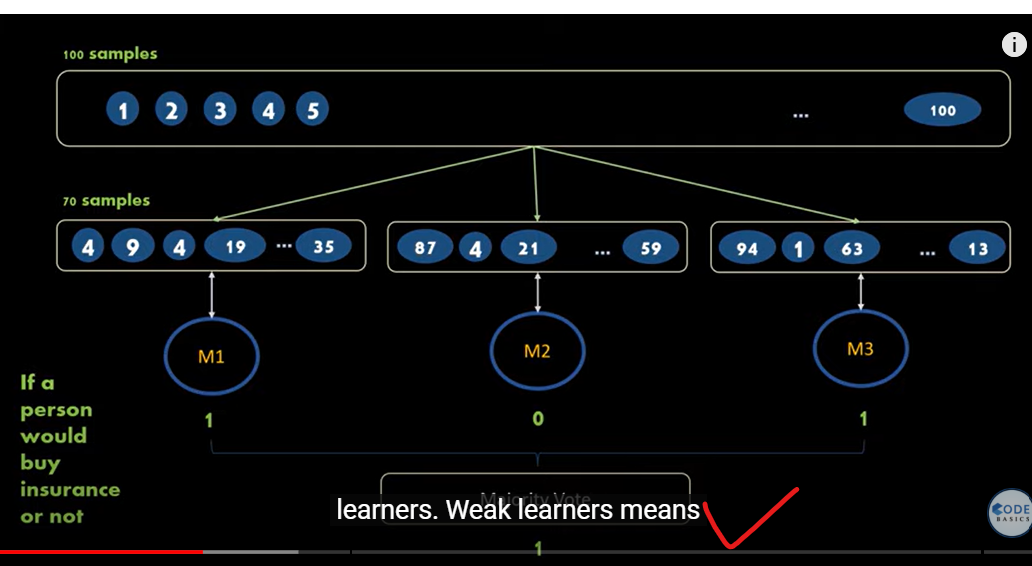 100 samples
1 2 3 4 5 ... 100
70 samples
4 9 4 19 ... 35
87 4 21 ... 59
94 1 63 ... 13
M1 M2 M3
1 0 1
If a
person
would
buy
insurance
or not
Majority Vote
learners. Weak learners means
1
i
CODE
BASICS